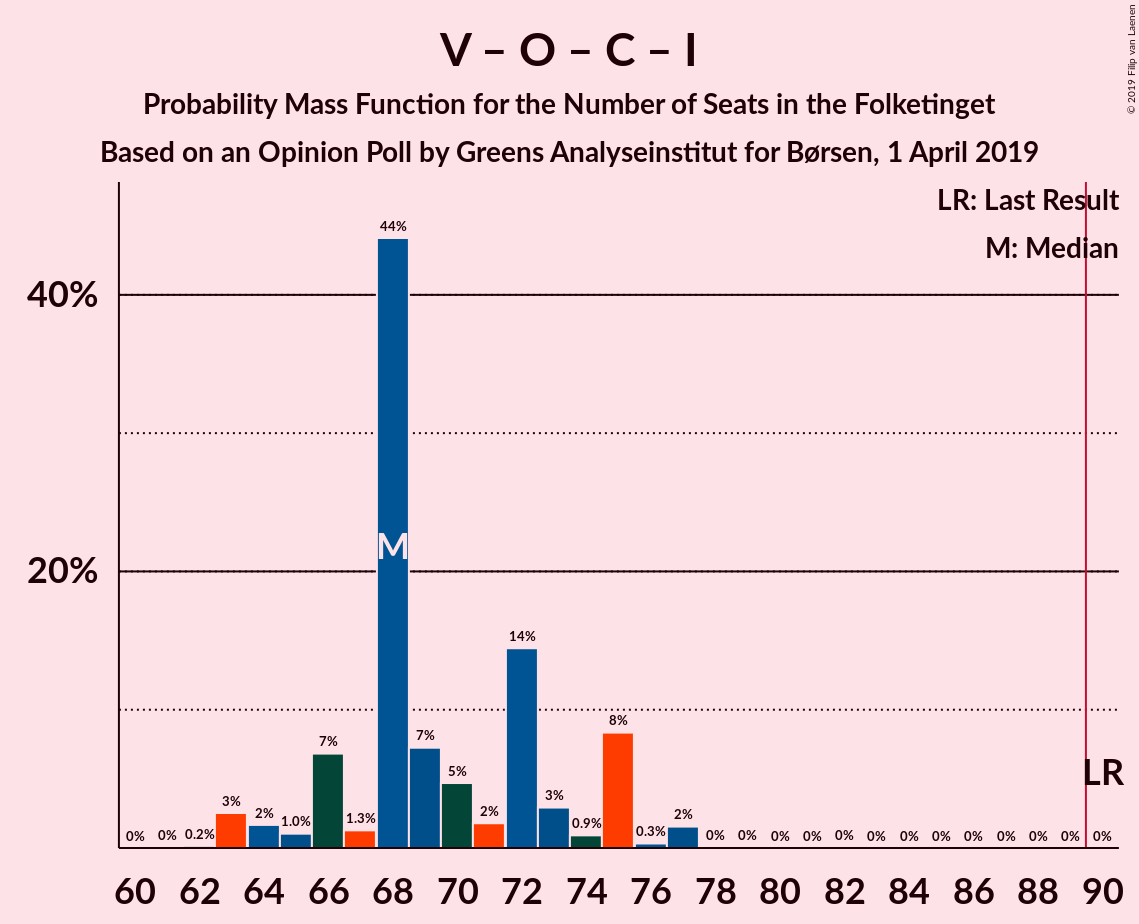 V – O – C – I
Probability Mass Function for the Number of Seats in the Folketinget
Based on an Opinion Poll by Greens Analyseinstitut for Børsen, 1 April 2019
© 2019 Filip van Laenen
LR: Last Result
M: Median
40%
20%
0% 0% 0.2% 3% 2% 1.0% 7% 1.3% 44% 7% 5% 2% 14% 3% 0.9% 8% 0.3% 2% 0% 0% 0% 0% 0% 0% 0% 0% 0% 0% 0% 0% 0%
M
LR
60 62 64 66 68 70 72 74 76 78 80 82 84 86 88 90